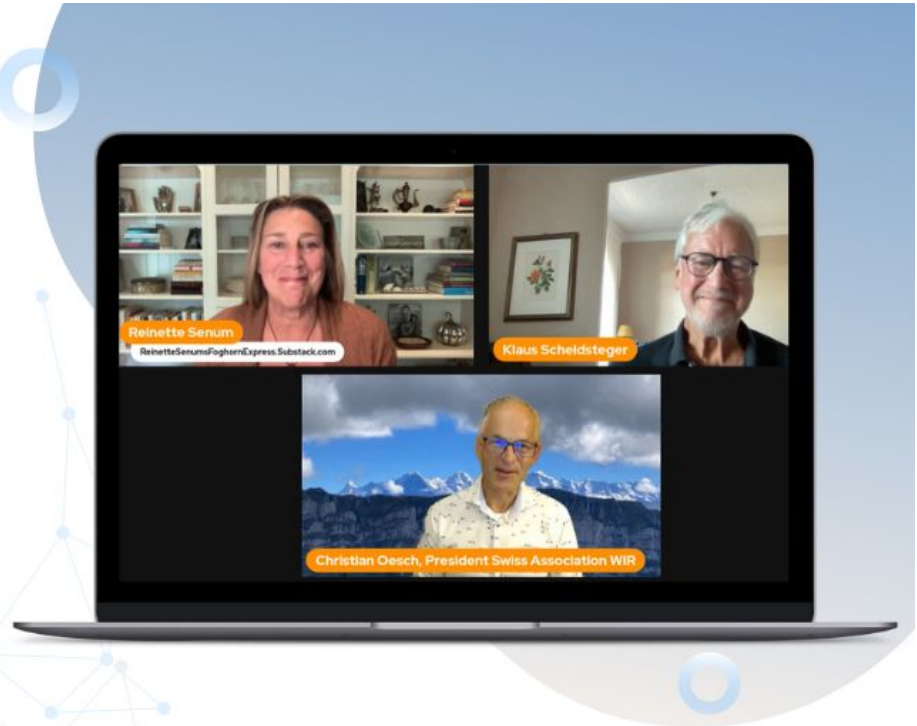 Reinette Senum
ReinetteSenumsFoghornExpress.Substack.com
Klaus Scheidsteger
Christian Oesch, President Swiss Association WIR